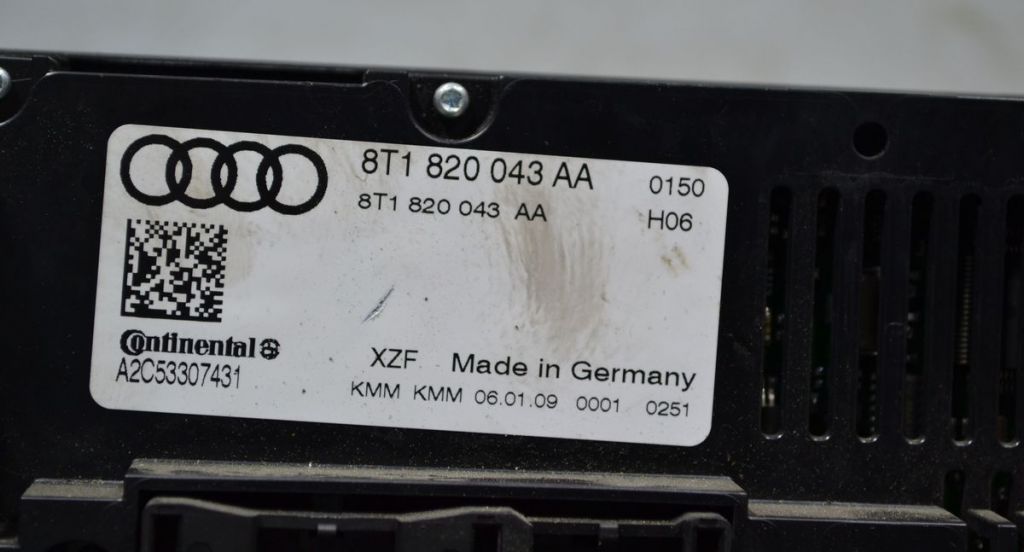 8T1 820 043 AA 0150
8T1 820 043 AA H06
Continental
A2C53307431
XZF Made in Germany
KMM KMM 06.01.09 0001 0251